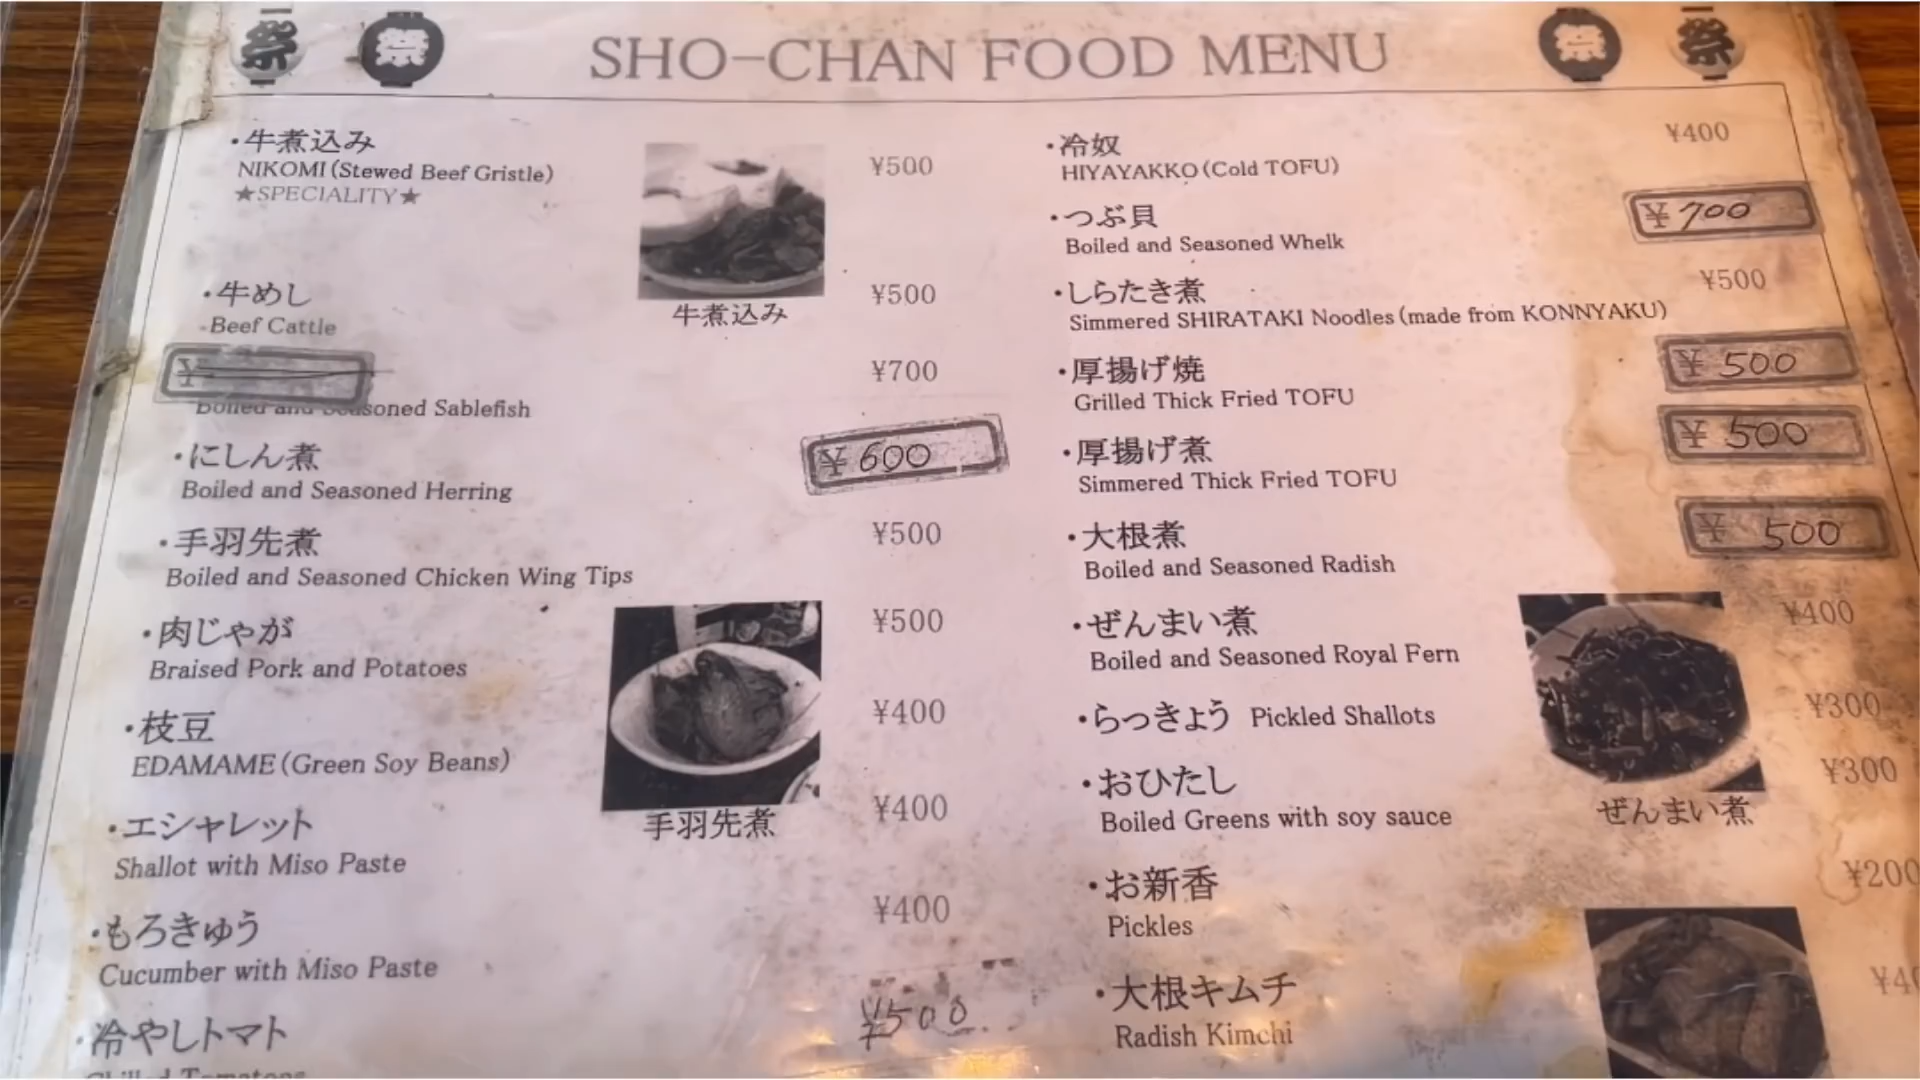 祭 祭 SHO-CHAN FOOD MENU 祭 祭
・牛煮込み
NIKOMI (Stewed Beef Gristle)
★SPECIALITY★
¥500
牛煮込み
・牛めし
Beef Cattle
¥500
¥
Boiled and Seasoned Sablefish
¥700
・にしん煮
Boiled and Seasoned Herring
¥600
・手羽先煮
Boiled and Seasoned Chicken Wing Tips
¥500
・肉じゃが
Braised Pork and Potatoes
¥500
・枝豆
EDAMAME (Green Soy Beans)
¥400
手羽先煮
・エシャレット
Shallot with Miso Paste
¥400
・もろきゅう
Cucumber with Miso Paste
¥400
・冷やしトマト
Chilled Tomatoes
¥500
・冷奴
HIYAYAKKO (Cold TOFU)
¥400
・つぶ貝
Boiled and Seasoned Whelk
¥700
・しらたき煮
Simmered SHIRATAKI Noodles (made from KONNYAKU)
¥500
・厚揚げ焼
Grilled Thick Fried TOFU
¥500
・厚揚げ煮
Simmered Thick Fried TOFU
¥500
・大根煮
Boiled and Seasoned Radish
¥500
・ぜんまい煮
Boiled and Seasoned Royal Fern
¥400
・らっきょう Pickled Shallots
¥300
・おひたし
Boiled Greens with soy sauce
¥300
ぜんまい煮
・お新香
Pickles
¥200
・大根キムチ
Radish Kimchi